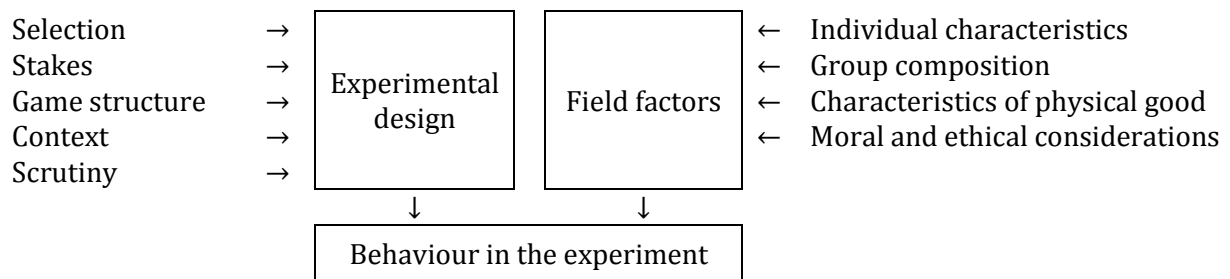 Selection → ← Individual characteristics
Stakes → Experimental ← Group composition
Game structure → design Field factors ← Characteristics of physical good
Context → ← Moral and ethical considerations
Scrutiny →
↓ ↓
Behaviour in the experiment